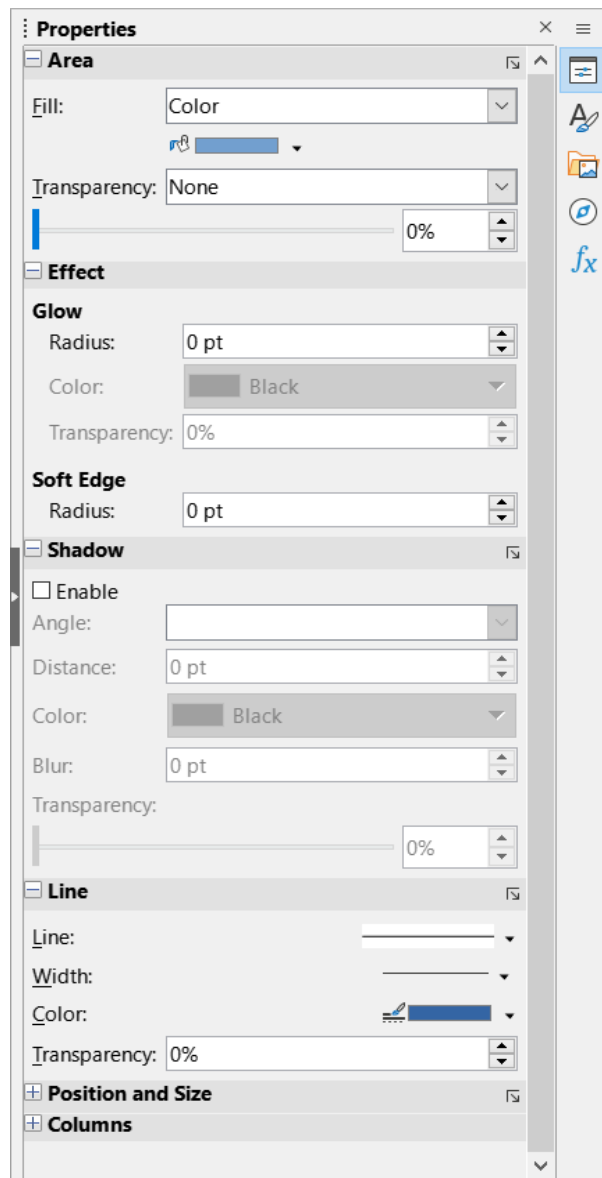 Properties
Area
Fill: Color
Transparency: None
0%
Effect
Glow
Radius: 0 pt
Color: Black
Transparency: 0%
Soft Edge
Radius: 0 pt
Shadow
Enable
Angle:
Distance: 0 pt
Color: Black
Blur: 0 pt
Transparency:
0%
Line
Line:
Width:
Color:
Transparency: 0%
Position and Size
Columns
A
fx